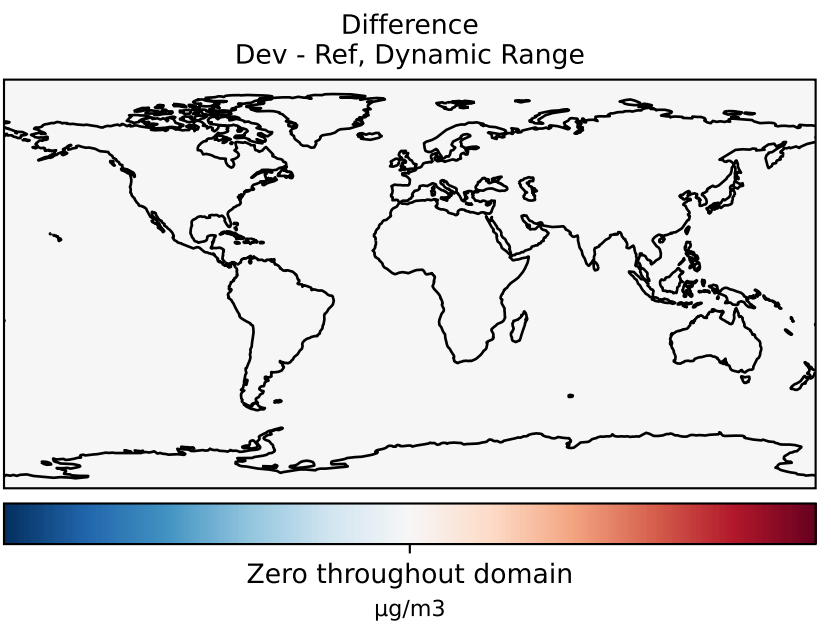 Difference
Dev - Ref, Dynamic Range
Zero throughout domain
μg/m3